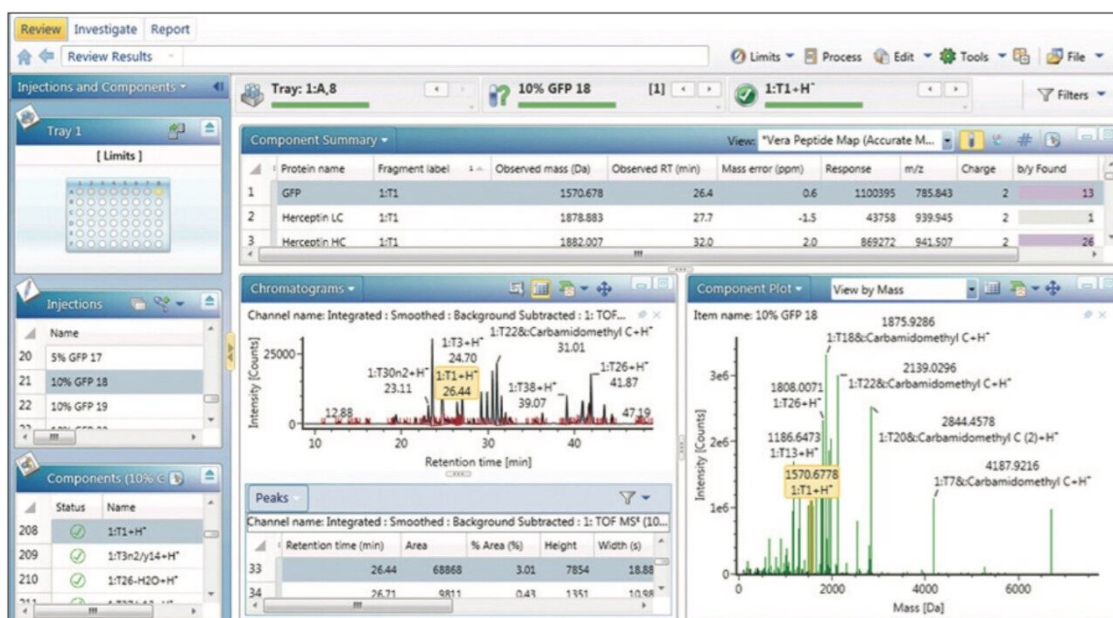 Review Investigate Report
Review Results
Limits Process Edit Tools File
Injections and Components
Tray: 1:A,8
10% GFP 18 [1]
1:T1+H⁺
Filters
Tray 1
[ Limits ]
1 2 3 4 5 6 7 8
Component Summary
View: *Vera Peptide Map (Accurate M...
Protein name Fragment label Observed mass (Da) Observed RT (min) Mass error (ppm) Response m/z Charge b/y Found
1 GFP 1:T1 1570.678 26.4 0.6 1100395 785.843 2 13
2 Herceptin LC 1:T1 1878.883 27.7 -1.5 43758 939.945 2 1
3 Herceptin HC 1:T1 1882.007 32.0 2.0 869272 941.507 2 26
Injections
Name
20 5% GFP 17
21 10% GFP 18
22 10% GFP 19
Components (10% G
Status Name
208 1:T1+H⁺
209 1:T3n2/y14+H⁺
210 1:T26-H2O+H⁺
Chromatograms
Channel name: Integrated : Smoothed : Background Subtracted : 1: TOF...
Intensity [Counts]
25000
0
12.88
1:T30n2+H⁺
23.11
1:T3+H⁺
24.70
1:T1+H⁺
26.44
1:T22&:Carbamidomethyl C+H⁺
31.01
1:T38+H⁺
39.07
1:T26+H⁺
41.87
47.19
10 20 30 40
Retention time [min]
Peaks
Channel name: Integrated : Smoothed : Background Subtracted : 1: TOF MSᴱ (10...
Retention time (min) Area % Area (%) Height Width (s)
33 26.44 68868 3.01 7854 18.88
34 26.71 9811 0.43 1351 10.98
Component Plot
View by Mass
Item name: 10% GFP 18
Intensity [Counts]
3e6
2e6
1e6
0
1875.9286
1:T18&:Carbamidomethyl C+H⁺
2139.0296
1:T22&:Carbamidomethyl C+H⁺
1808.0071
1:T26+H⁺
2844.4578
1:T20&:Carbamidomethyl C (2)+H⁺
1186.6473
1:T13+H⁺
4187.9216
1:T7&:Carbamidomethyl C+H⁺
1570.6778
1:T1+H⁺
0 2000 4000 6000
Mass [Da]